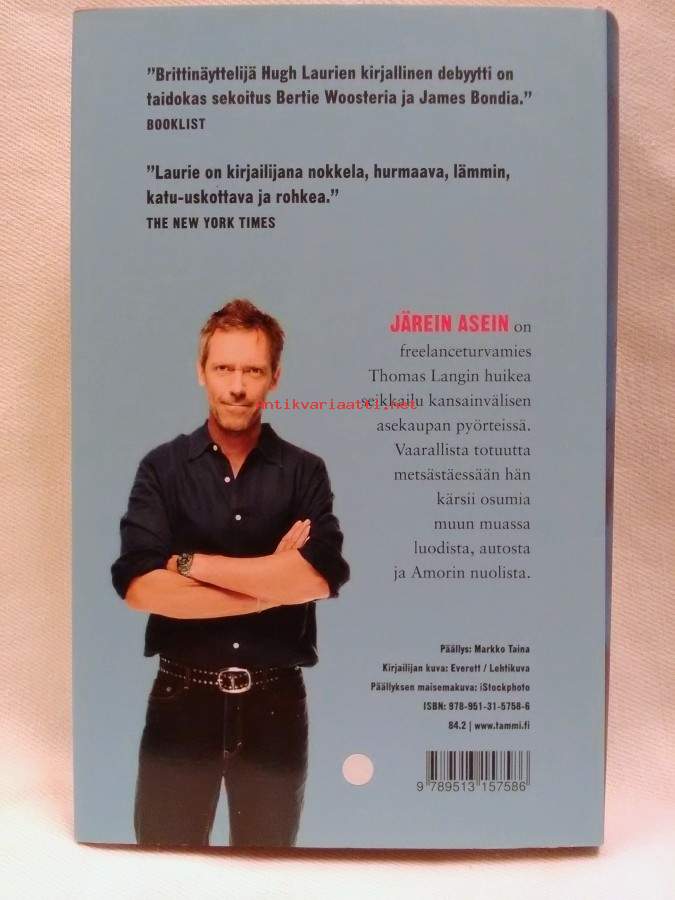 ”Brittinäyttelijä Hugh Laurien kirjallinen debyytti on
taidokas sekoitus Bertie Woosteria ja James Bondia.”
BOOKLIST
”Laurie on kirjailijana nokkela, hurmaava, lämmin,
katu-uskottava ja rohkea.”
THE NEW YORK TIMES
JÄREIN ASEIN on
freelanceturvamies
Thomas Langin huikea
antikvariaatti.net
seikkailu kansainvälisen
asekaupan pyörteissä.
Vaarallista totuutta
metsästäessään hän
kärsii osumia
muun muassa
luodista, autosta
ja Amorin nuolista.
Päällys: Markko Taina
Kirjailijan kuva: Everett / Lehtikuva
Päällyksen maisemakuva: iStockphoto
ISBN: 978-951-31-5758-6
84.2 | www.tammi.fi
9 789513 157586